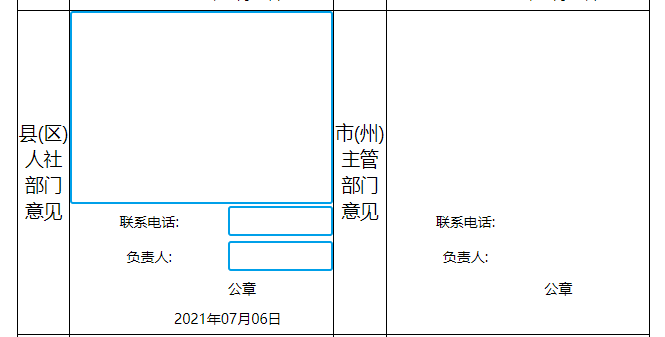 县(区)
人社
部门
意见
联系电话:
负责人:
公章
2021年07月06日
市(州)
主管
部门
意见
联系电话:
负责人:
公章